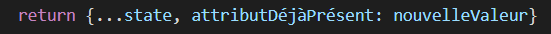 return {...state, attributDéjàPrésent: nouvelleValeur}